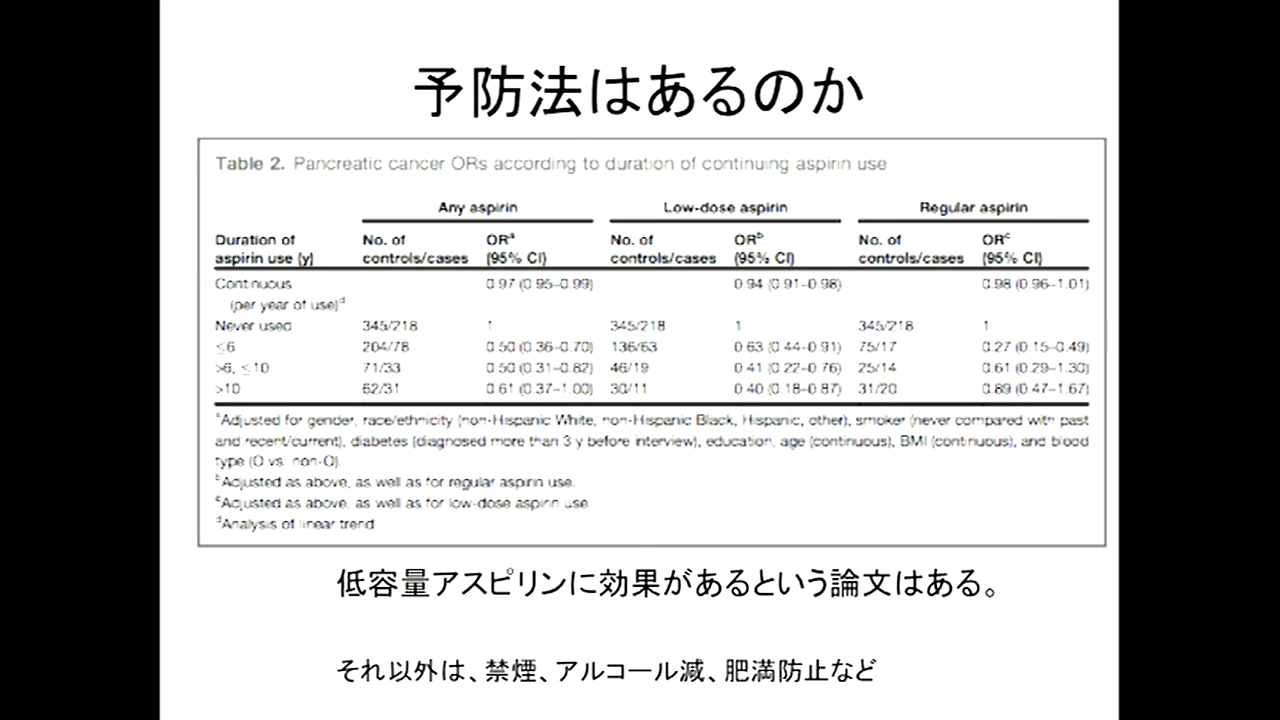 予防法はあるのか
Table 2. Pancreatic cancer ORs according to duration of continuing aspirin use
Any aspirin Low-dose aspirin Regular aspirin
Duration of aspirin use (y) No. of controls/cases ORᵃ (95% CI) No. of controls/cases ORᵇ (95% CI) No. of controls/cases ORᶜ (95% CI)
Continuous (per year of use)ᵈ 0.97 (0.95–0.99) 0.94 (0.91–0.98) 0.98 (0.96–1.01)
Never used 345/218 1 345/218 1 345/218 1
≤6 204/78 0.50 (0.36–0.70) 136/63 0.63 (0.44–0.91) 75/17 0.27 (0.15–0.49)
>6, ≤10 71/33 0.50 (0.31–0.82) 46/19 0.41 (0.22–0.76) 25/14 0.61 (0.29–1.30)
>10 62/31 0.61 (0.37–1.00) 30/11 0.40 (0.18–0.87) 31/20 0.89 (0.47–1.67)
ᵃAdjusted for gender, race/ethnicity (non-Hispanic White, non-Hispanic Black, Hispanic, other), smoker (never compared with past
and recent/current), diabetes (diagnosed more than 3 y before interview), education, age (continuous), BMI (continuous), and blood
type (O vs. non-O).
ᵇAdjusted as above, as well as for regular aspirin use.
ᶜAdjusted as above, as well as for low-dose aspirin use.
ᵈAnalysis of linear trend
低容量アスピリンに効果があるという論文はある。
それ以外は、禁煙、アルコール減、肥満防止など